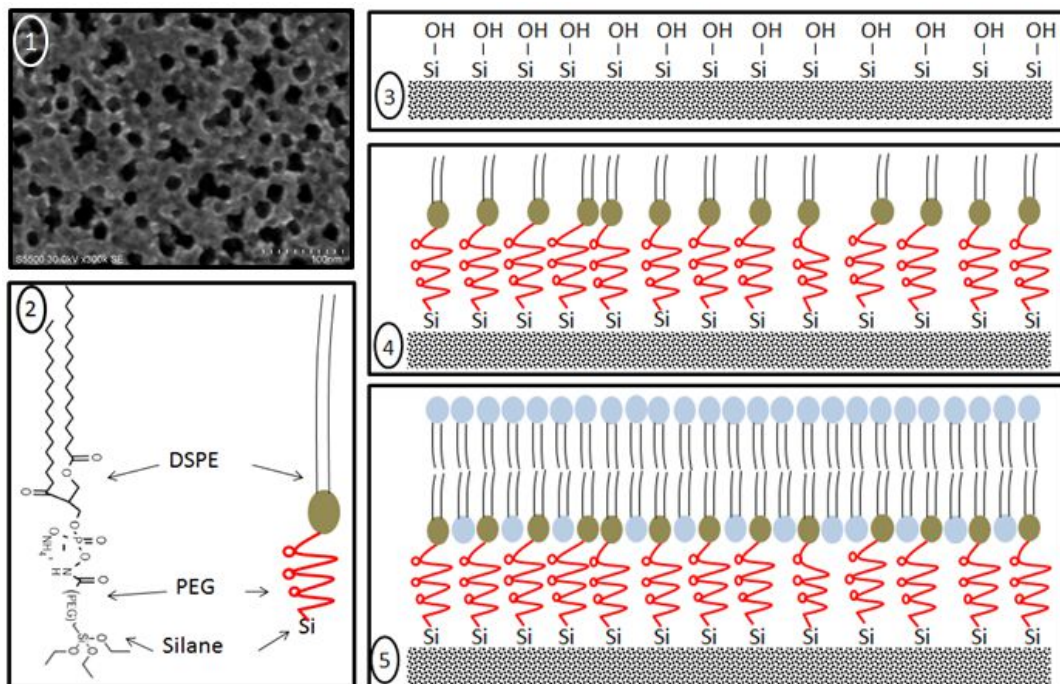 1
S5500 30.0kV x300k SE
100nm
2
O
O
O
O
O
P
O
O
NH4
+
H
N
O
(PEG)
Si
O
O
O
DSPE
PEG
Silane
Si
OH OH OH OH OH OH OH OH OH OH OH OH OH
Si Si Si Si Si Si Si Si Si Si Si Si Si
3
Si Si Si Si Si Si Si Si Si Si Si Si Si
4
Si Si Si Si Si Si Si Si Si Si Si Si Si
5